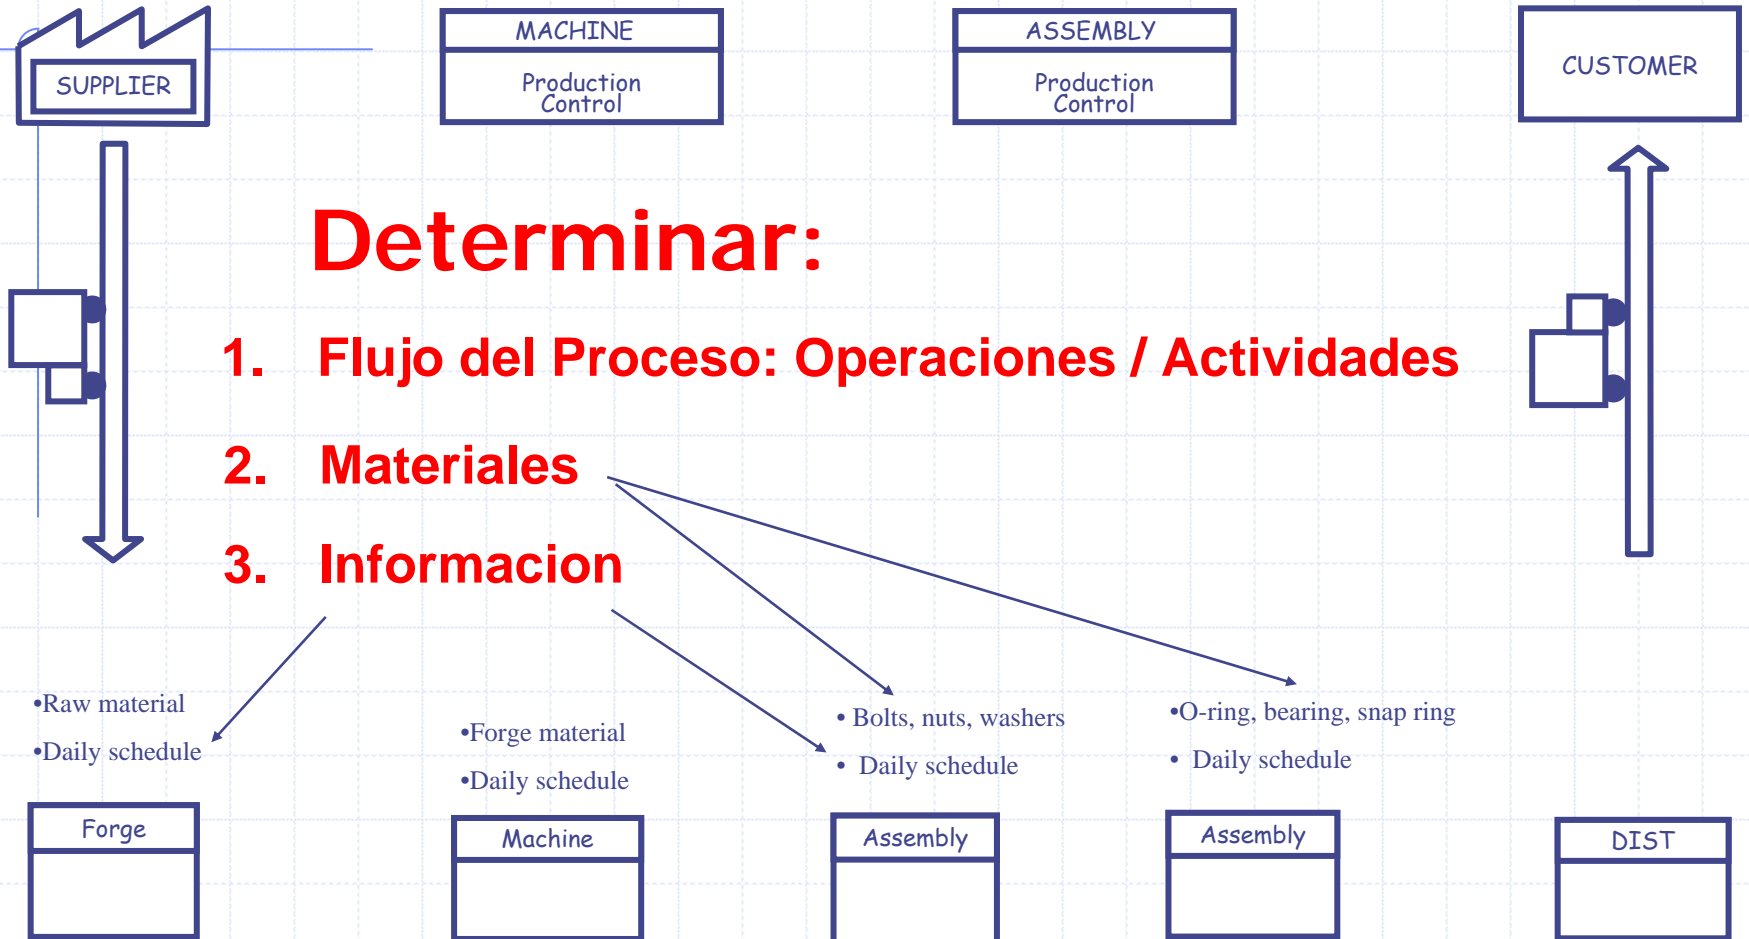 SUPPLIER
MACHINE
Production
Control
ASSEMBLY
Production
Control
CUSTOMER
Determinar:
1. Flujo del Proceso: Operaciones / Actividades
2. Materiales
3. Informacion
•Raw material
•Daily schedule
•Forge material
•Daily schedule
• Bolts, nuts, washers
• Daily schedule
•O-ring, bearing, snap ring
• Daily schedule
Forge
Machine
Assembly
Assembly
DIST